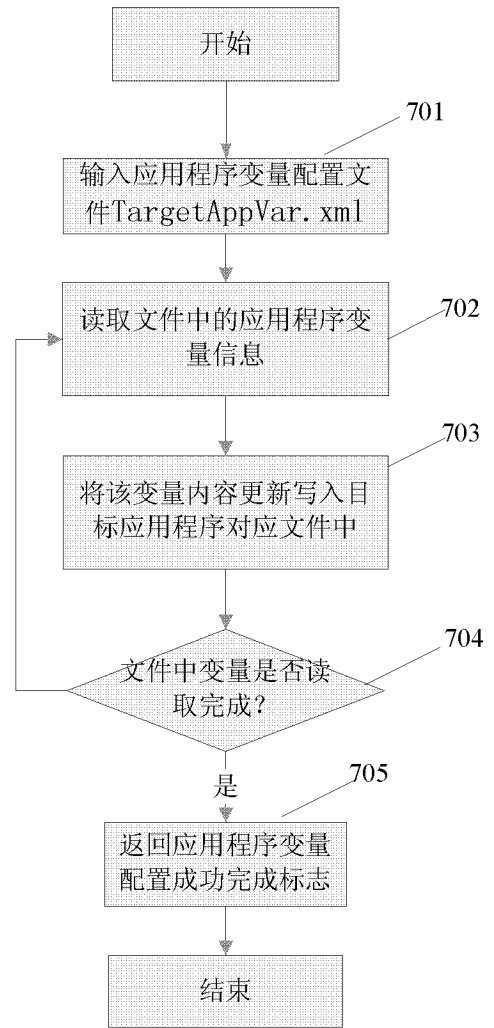 开始
701
输入应用程序变量配置文
件TargetAppVar.xml
702
读取文件中的应用程序变
量信息
703
将该变量内容更新写入目
标应用程序对应文件中
704
文件中变量是否读
取完成？
是
705
返回应用程序变量
配置成功完成标志
结束